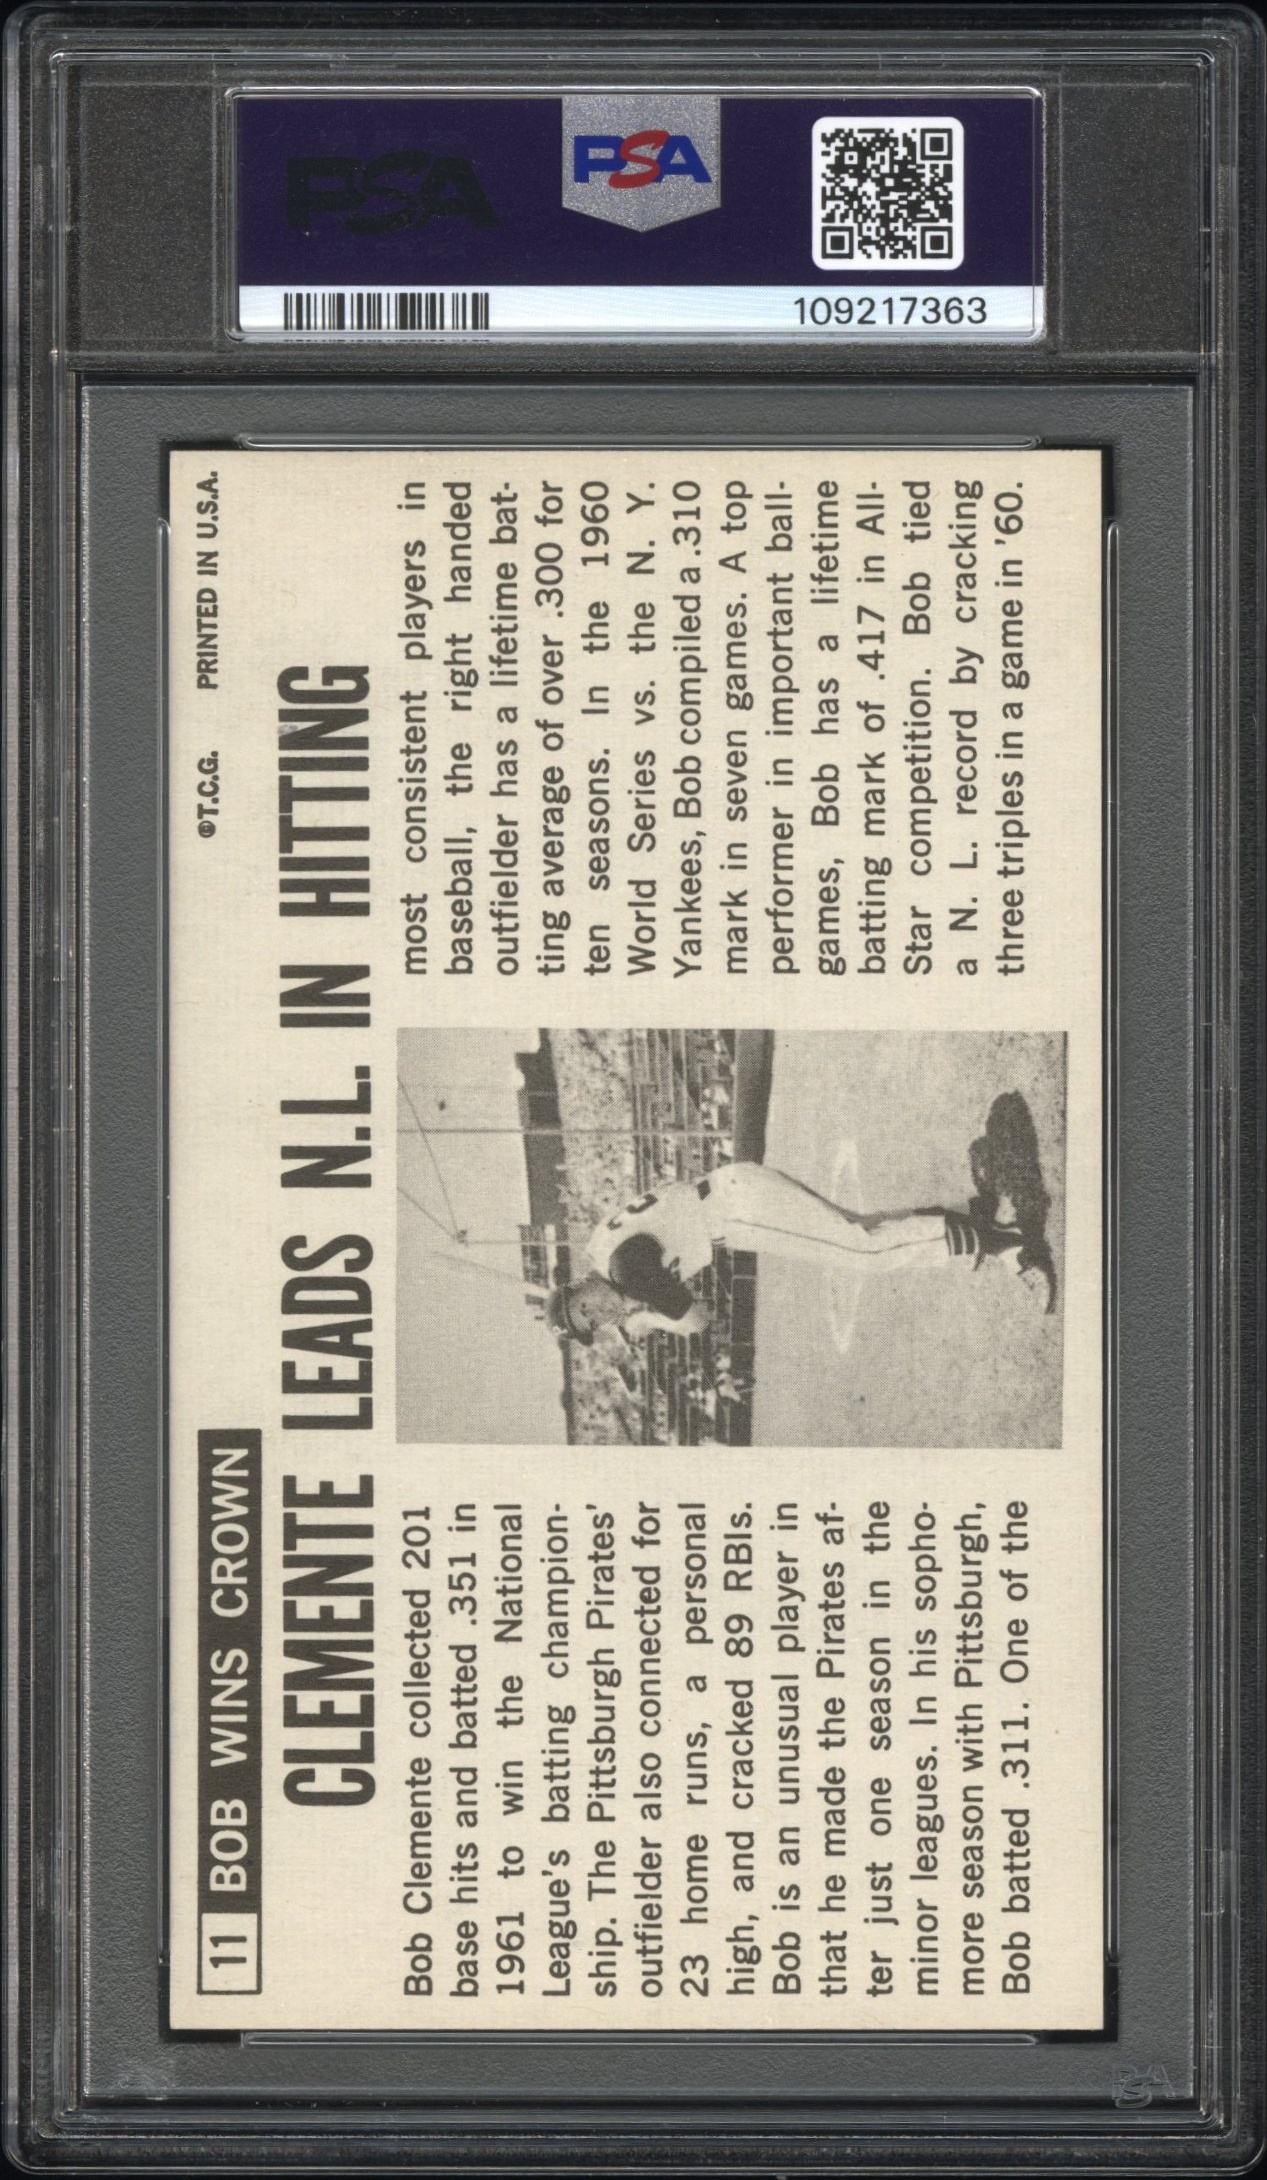 PSA
PSA
109217363
11 BOB WINS CROWN
©T.C.G. PRINTED IN U.S.A.
CLEMENTE LEADS N.L. IN HITTING
Bob Clemente collected 201
base hits and batted .351 in
1961 to win the National
League's batting champion-
ship. The Pittsburgh Pirates'
outfielder also connected for
23 home runs, a personal
high, and cracked 89 RBIs.
Bob is an unusual player in
that he made the Pirates af-
ter just one season in the
minor leagues. In his sopho-
more season with Pittsburgh,
Bob batted .311. One of the
most consistent players in
baseball, the right handed
outfielder has a lifetime bat-
ting average of over .300 for
ten seasons. In the 1960
World Series vs. the N. Y.
Yankees, Bob compiled a .310
mark in seven games. A top
performer in important ball-
games, Bob has a lifetime
batting mark of .417 in All-
Star competition. Bob tied
a N. L. record by cracking
three triples in a game in '60.
PSA